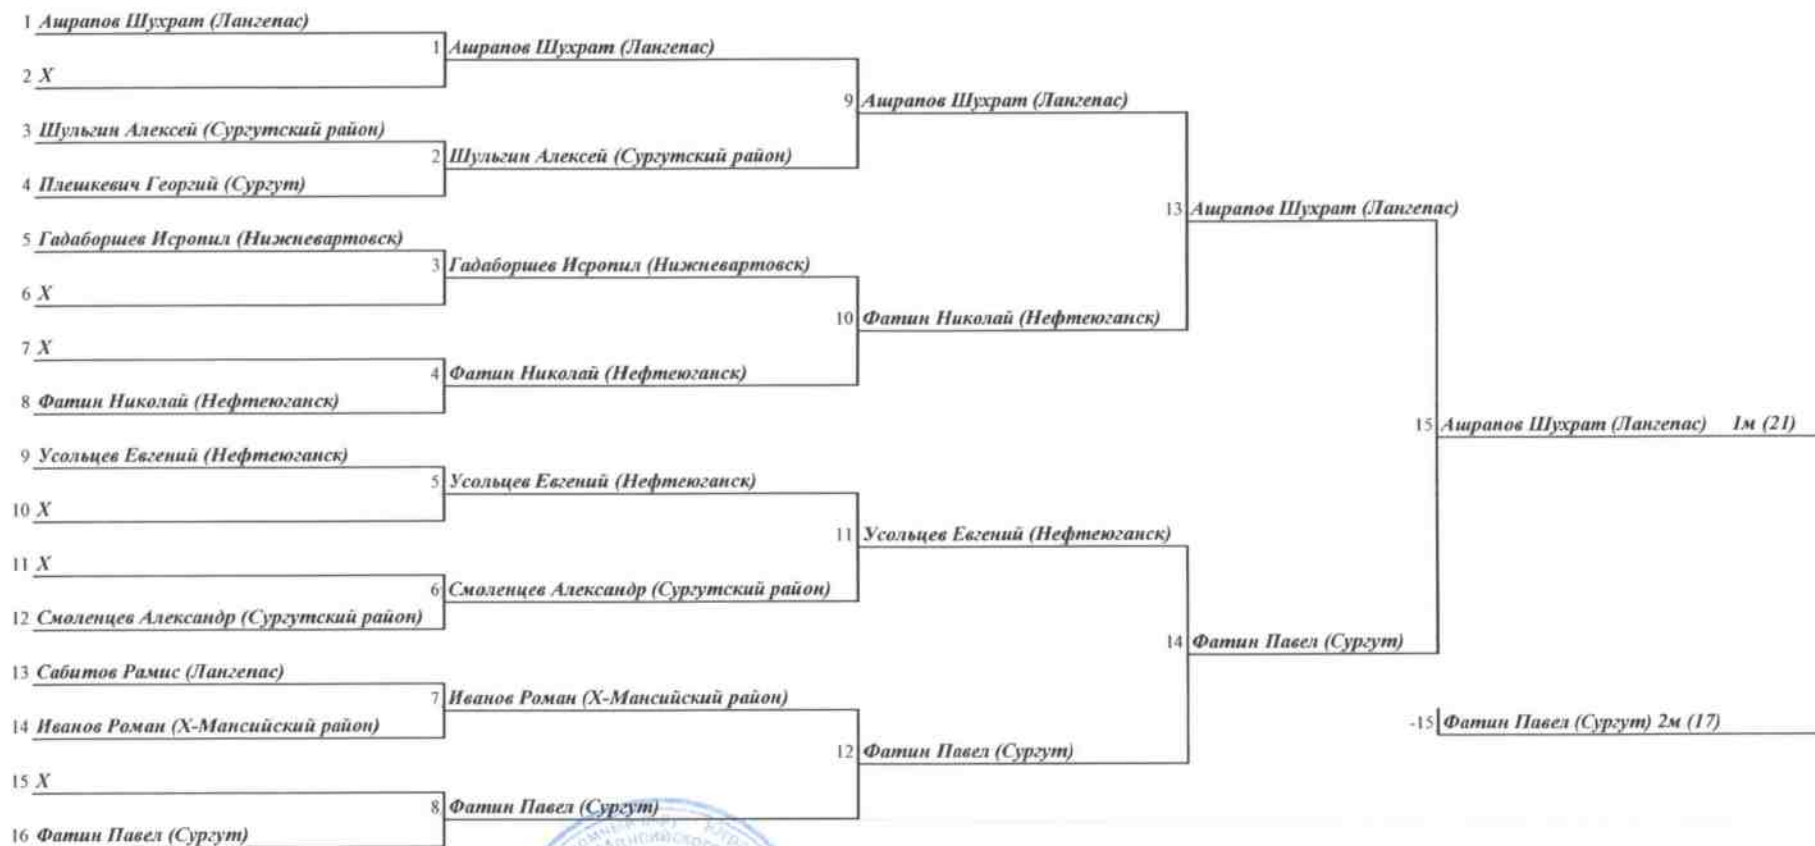 1 Ашрапов Шухрат (Лангепас)
1 Ашрапов Шухрат (Лангепас)
2 X
9 Ашрапов Шухрат (Лангепас)
3 Шульгин Алексей (Сургутский район)
2 Шульгин Алексей (Сургутский район)
4 Плешкевич Георгий (Сургут)
13 Ашрапов Шухрат (Лангепас)
5 Гадаборшев Исропил (Нижневартовск)
3 Гадаборшев Исропил (Нижневартовск)
6 X
10 Фатин Николай (Нефтеюганск)
7 X
4 Фатин Николай (Нефтеюганск)
8 Фатин Николай (Нефтеюганск)
15 Ашрапов Шухрат (Лангепас) 1м (21)
9 Усольцев Евгений (Нефтеюганск)
5 Усольцев Евгений (Нефтеюганск)
10 X
11 Усольцев Евгений (Нефтеюганск)
11 X
6 Смоленцев Александр (Сургутский район)
12 Смоленцев Александр (Сургутский район)
14 Фатин Павел (Сургут)
13 Сабитов Рамис (Лангепас)
7 Иванов Роман (Х-Мансийский район)
14 Иванов Роман (Х-Мансийский район)
-15 Фатин Павел (Сургут) 2м (17)
12 Фатин Павел (Сургут)
15 X
8 Фатин Павел (Сургут)
16 Фатин Павел (Сургут)